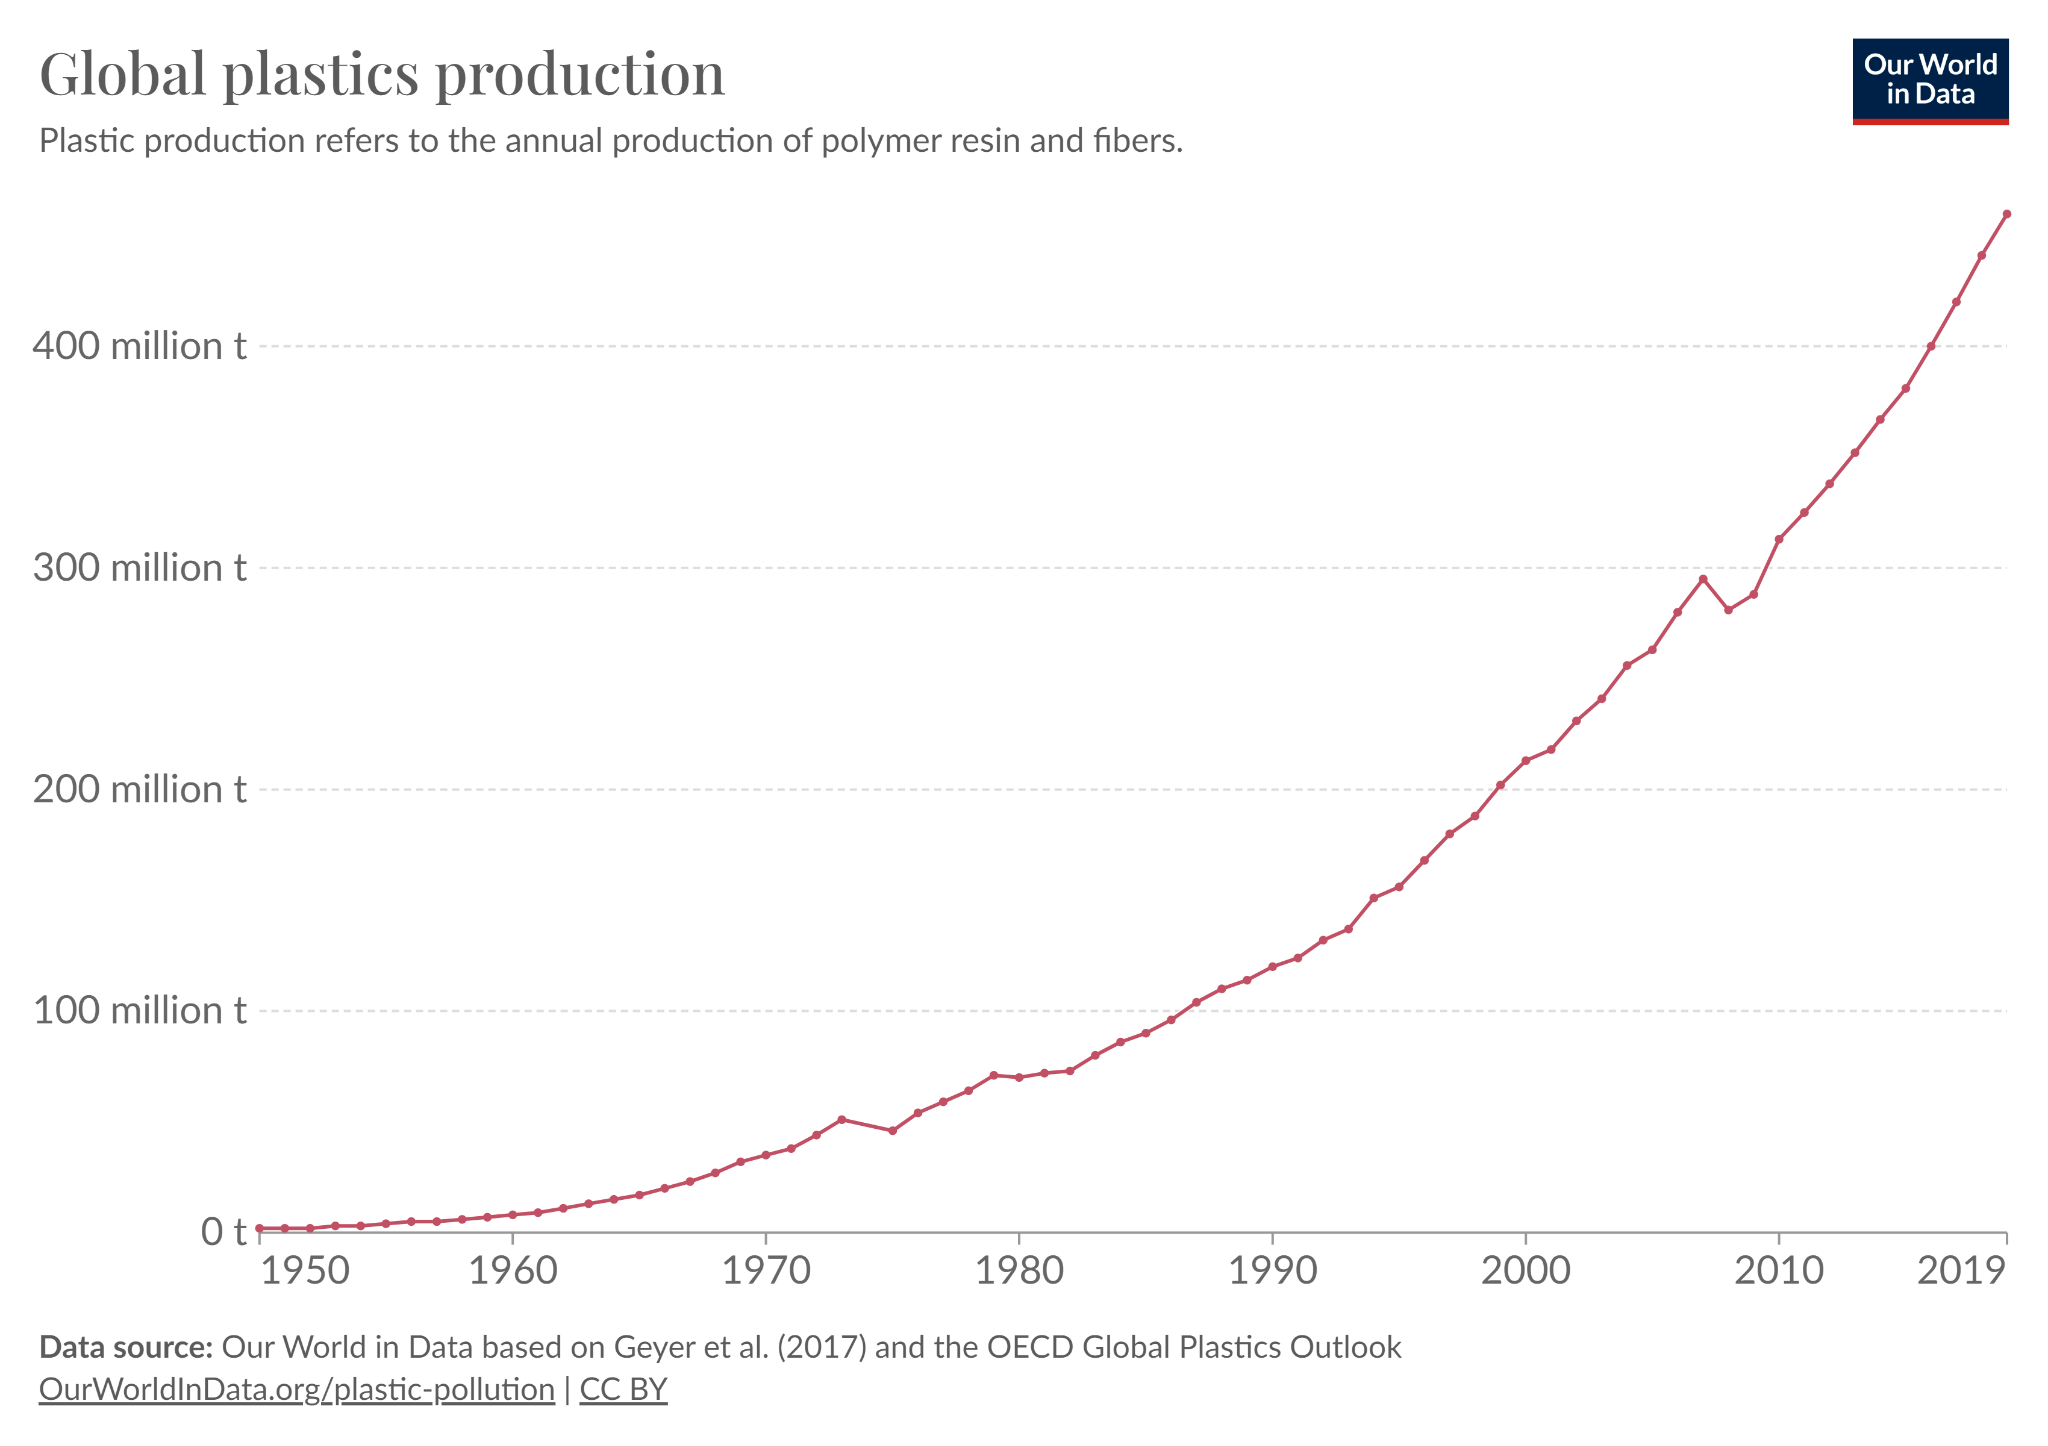 Global plastics production
Our World
in Data
Plastic production refers to the annual production of polymer resin and fibers.
400 million t
300 million t
200 million t
100 million t
0 t
1950 1960 1970 1980 1990 2000 2010 2019
Data source: Our World in Data based on Geyer et al. (2017) and the OECD Global Plastics Outlook
OurWorldInData.org/plastic-pollution | CC BY